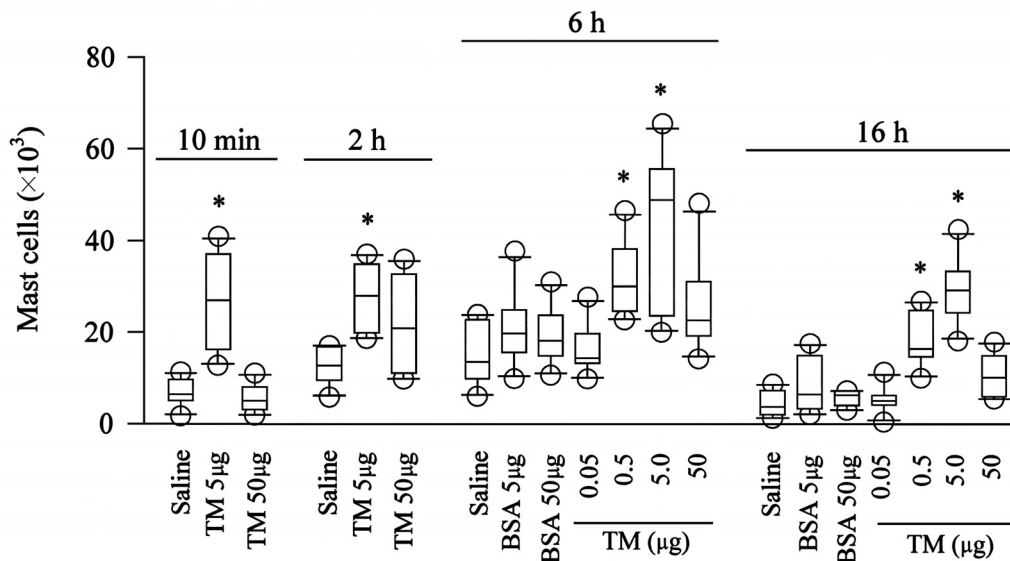 6 h
80
10 min
2 h
16 h
60
40
20
0
Mast cells (×10³)
*
*
*
*
*
*
Saline
TM 5µg
TM 50µg
Saline
TM 5µg
TM 50µg
Saline
BSA 5µg
BSA 50µg
0.05
0.5
5.0
50
TM (µg)
Saline
BSA 5µg
BSA 50µg
0.05
0.5
5.0
50
TM (µg)